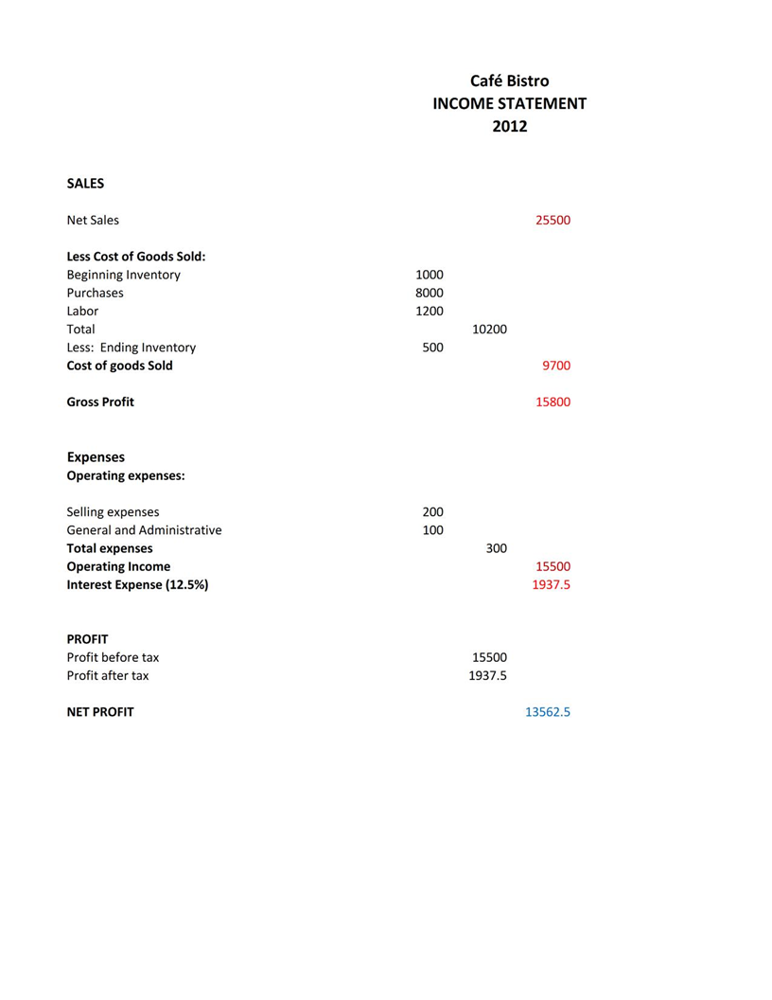 Café Bistro
INCOME STATEMENT
2012
SALES
Net Sales 25500
Less Cost of Goods Sold:
Beginning Inventory 1000
Purchases 8000
Labor 1200
Total 10200
Less:  Ending Inventory 500
Cost of goods Sold 9700
Gross Profit 15800
Expenses
Operating expenses:
Selling expenses 200
General and Administrative 100
Total expenses 300
Operating Income 15500
Interest Expense (12.5%) 1937.5
PROFIT
Profit before tax 15500
Profit after tax 1937.5
NET PROFIT 13562.5